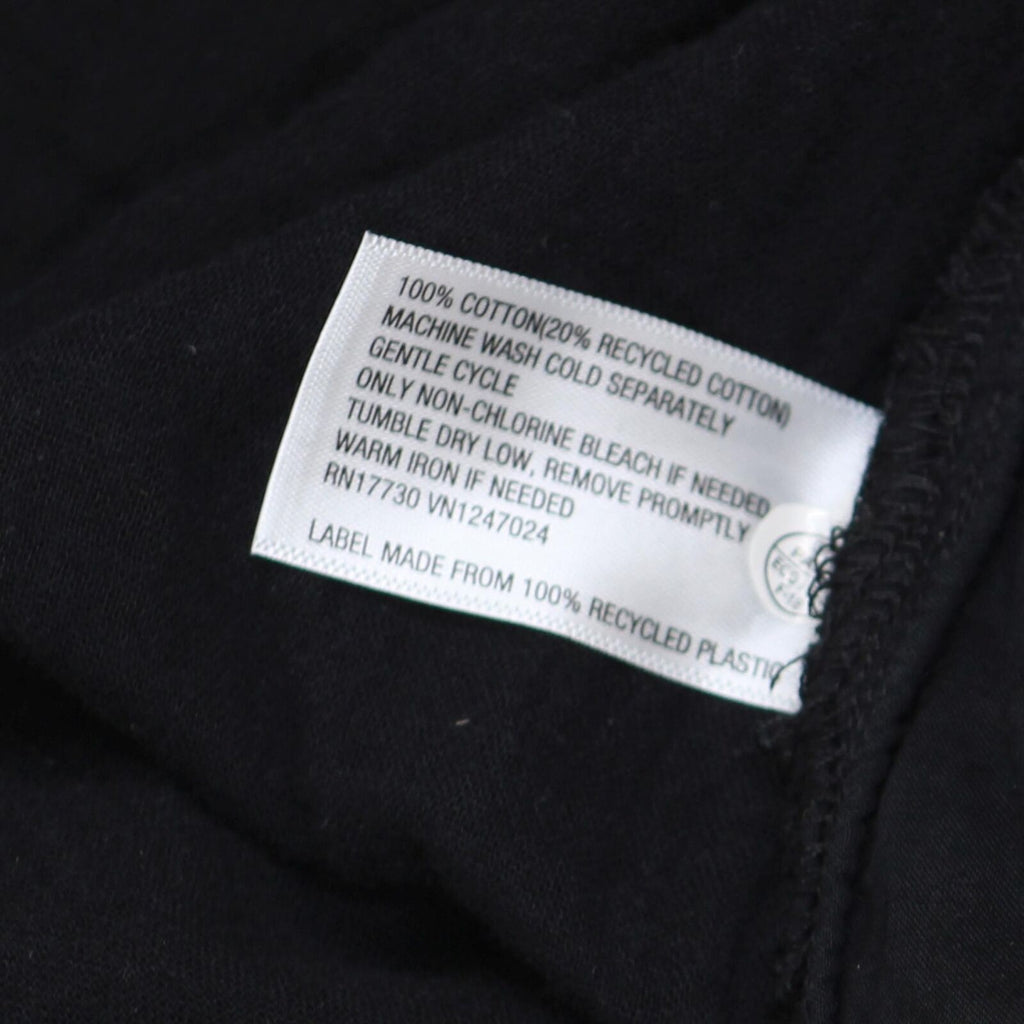 100% COTTON(20% RECYCLED COTTON)
MACHINE WASH COLD SEPARATELY
GENTLE CYCLE
ONLY NON-CHLORINE BLEACH IF NEEDED
TUMBLE DRY LOW, REMOVE PROMPTLY
WARM IRON IF NEEDED
RN17730 VN1247024
LABEL MADE FROM 100% RECYCLED PLASTIC